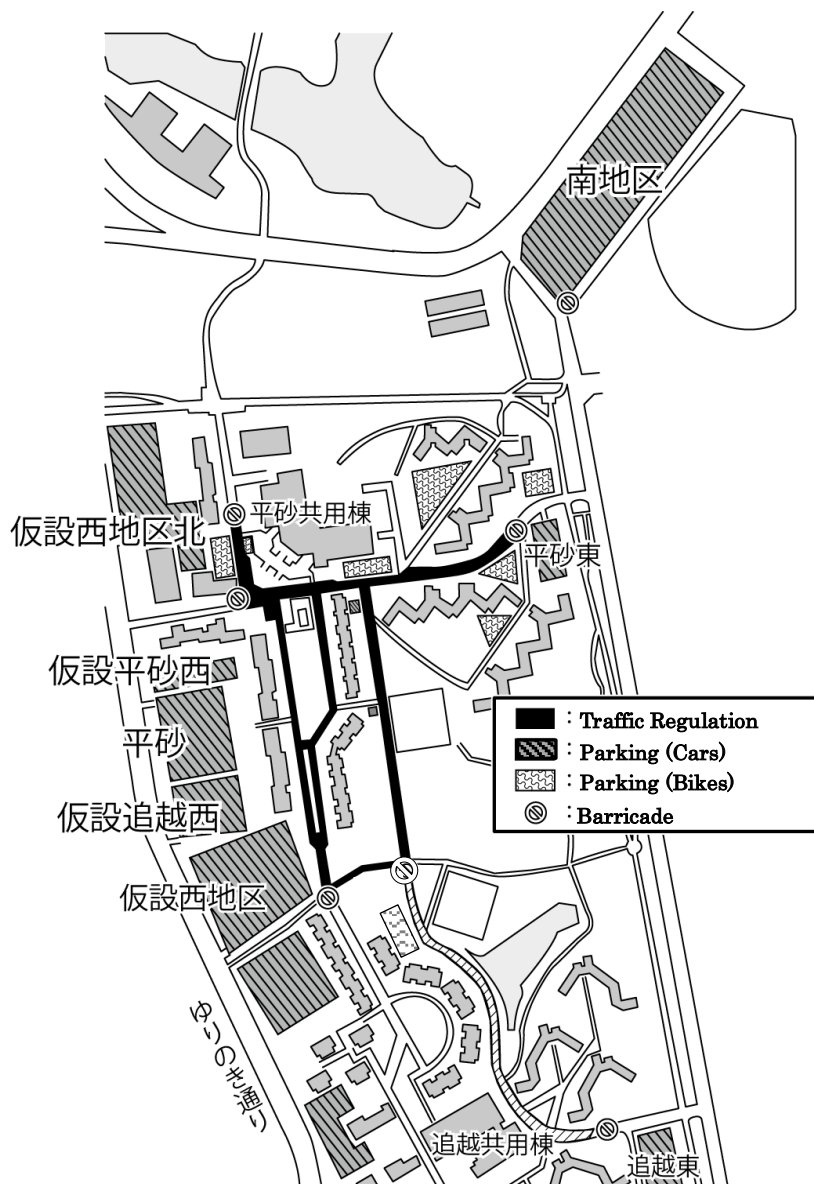 南地区
平砂共用棟
仮設西地区北
平砂東
仮設平砂西
平砂
仮設追越西
仮設西地区
: Traffic Regulation
: Parking (Cars)
: Parking (Bikes)
: Barricade
ゆりのき通り
追越共用棟
追越東